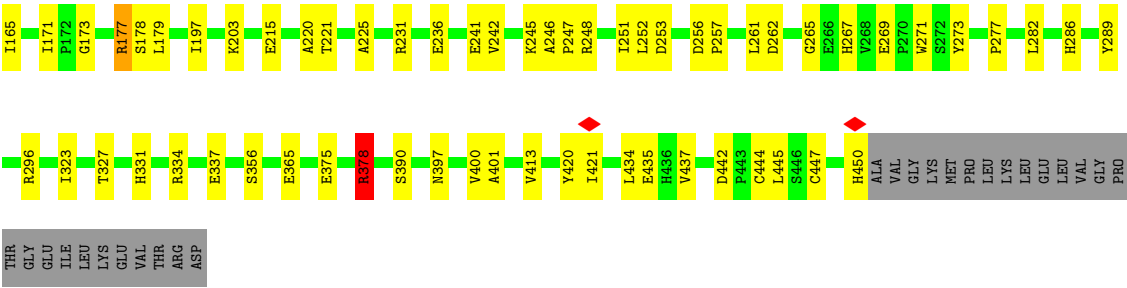 I165 I171 P172 G173 R177 S178 L179 I197 K203 E215 A220 T221 A225 R231 E236 E241 V242 K245 A246 P247 R248 I251 L252 D253 D256 P257 L261 D262 G265 E266 H267 V268 E269 P270 W271 S272 Y273 P277 L282 H286 Y289
R296 I323 T327 H331 R334 E337 S356 E365 E375 R378 S390 N397 V400 A401 V413 Y420 I421 L434 E435 H436 V437 D442 P443 C444 L445 S446 C447 H450 ALA VAL GLY LYS MET PRO LEU LYS LEU GLU LEU VAL GLY PRO
THR GLY GLU ILE LEU LYS GLU VAL THR ARG ASP